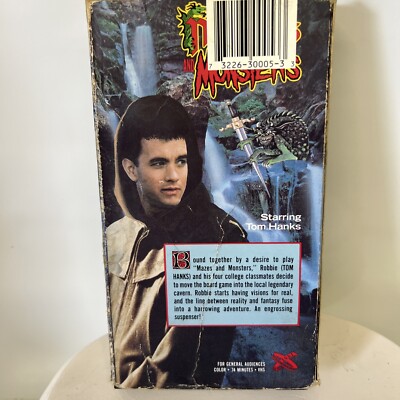 AND MONSTERS
7 3226-30005-3 3
Starring
Tom Hanks
Bound together by a desire to play
"Mazes and Monsters," Robbie (TOM
HANKS) and his four college classmates decide
to move the board game into the local legendary
cavern. Robbie starts having visions for real,
and the line between reality and fantasy fuse
into a harrowing adventure. An engrossing
suspenser!
FOR GENERAL AUDIENCES
COLOR • 74 MINUTES • VHS